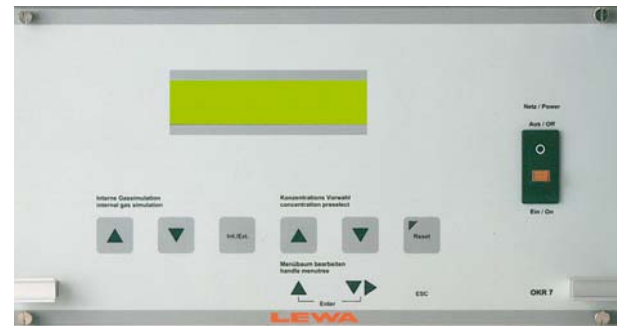 Netz / Power
Aus / Off
Interne Gassimulation
internal gas simulation
Konzentrations Vorwahl
concentration preselect
Int./Ext.
Reset
Ein / On
Menübaum bearbeiten
handle menutree
Enter
ESC
OKR 7
LEWA